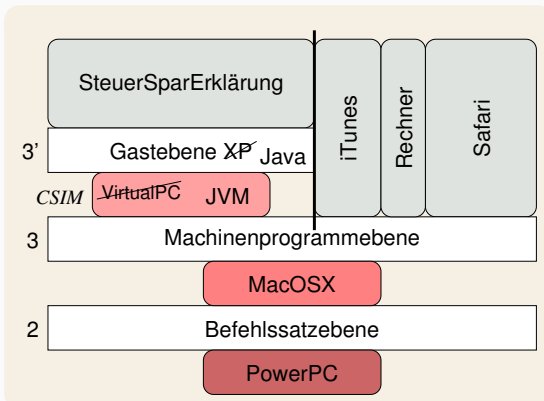 SteuerSparErklärung
iTunes
Rechner
Safari
3' Gastebene XP Java
CSIM VirtualPC JVM
3 Machinenprogrammebene
MacOSX
2 Befehlssatzebene
PowerPC